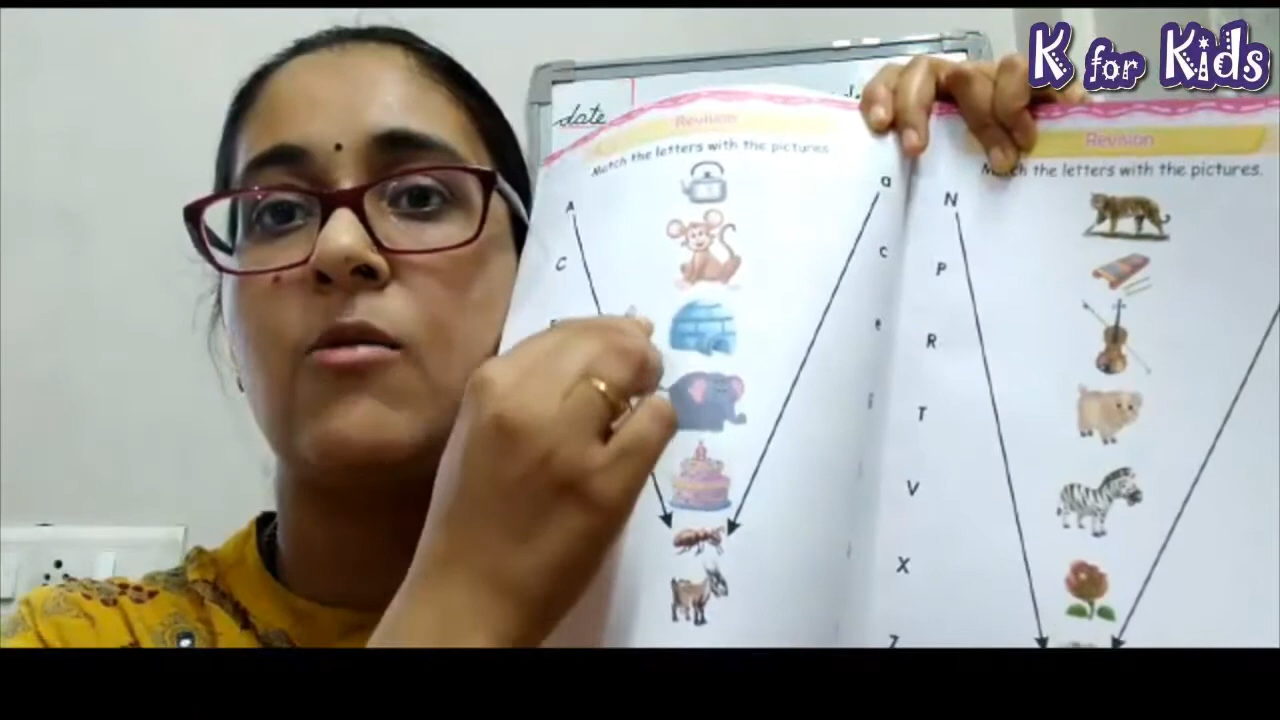 K for Kids
date
Revision
Match the letters with the pictures
A
a
C
c
e
i
Revision
Match the letters with the pictures.
N
P
R
T
V
X
Z